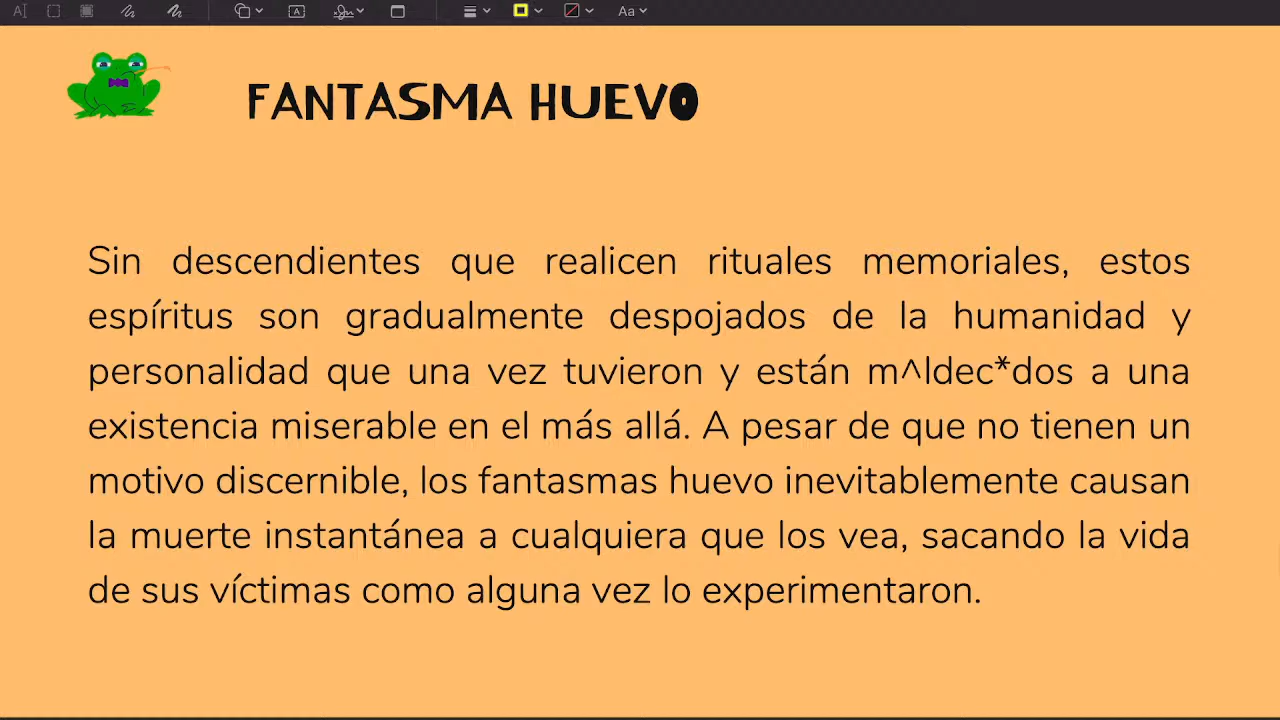 FANTASMA HUEVO
Sin descendientes que realicen rituales memoriales, estos
espíritus son gradualmente despojados de la humanidad y
personalidad que una vez tuvieron y están m^ldec*dos a una
existencia miserable en el más allá. A pesar de que no tienen un
motivo discernible, los fantasmas huevo inevitablemente causan
la muerte instantánea a cualquiera que los vea, sacando la vida
de sus víctimas como alguna vez lo experimentaron.